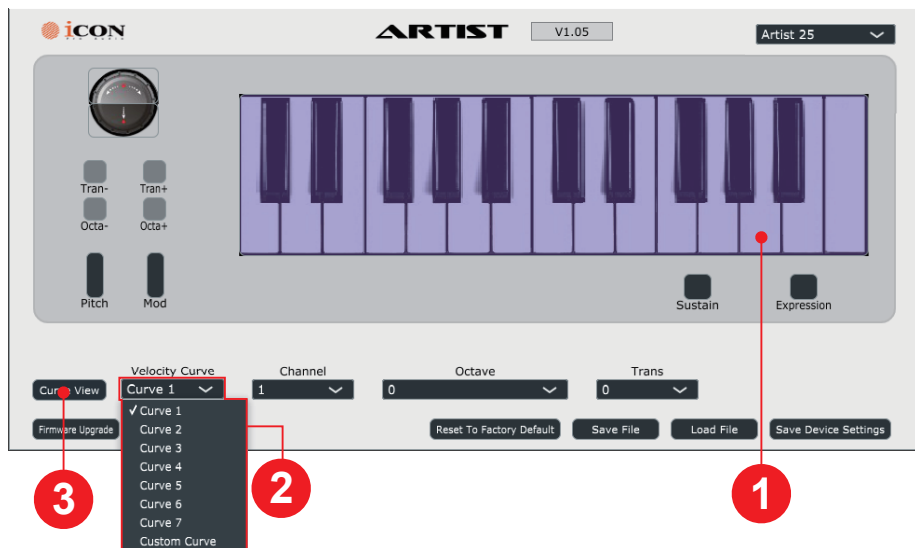 icon
PRO AUDIO
ARTIST
V1.05
Artist 25
Tran-
Tran+
Octa-
Octa+
Pitch
Mod
Sustain
Expression
Velocity Curve
Channel
Octave
Trans
View
Curve 1
1
0
0
✓ Curve 1
Firmware Upgrade
Reset To Factory Default
Save File
Load File
Save Device Settings
Curve 2
Curve 3
Curve 4
Curve 5
Curve 6
Curve 7
Custom Curve
3
2
1